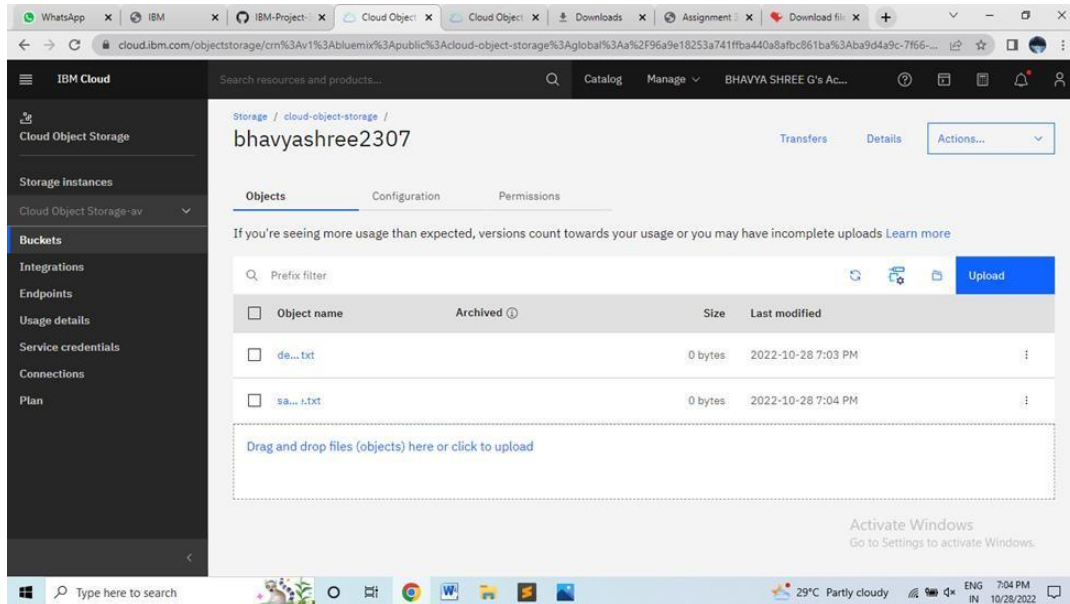 WhatsApp IBM IBM-Project- Cloud Object Cloud Object Downloads Assignment Download file
cloud.ibm.com/objectstorage/crn%3Av1%3Abluemix%3Apublic%3Acloud-object-storage%3Aglobal%3Aa%2F96a9e18253a741ffba440a8afbc861ba%3Aba9d4a9c-7f66-...
IBM Cloud Search resources and products... Catalog Manage BHAVYA SHREE G's Ac...
Cloud Object Storage
Storage instances
Cloud Object Storage-av
Buckets
Integrations
Endpoints
Usage details
Service credentials
Connections
Plan
Storage / cloud-object-storage /
bhavyashree2307
Transfers Details Actions...
Objects Configuration Permissions
If you're seeing more usage than expected, versions count towards your usage or you may have incomplete uploads Learn more
Prefix filter Upload
Object name Archived Size Last modified
de...txt 0 bytes 2022-10-28 7:03 PM
sa... 0 bytes 2022-10-28 7:04 PM
Drag and drop files (objects) here or click to upload
Activate Windows
Go to Settings to activate Windows.
Type here to search 29°C Partly cloudy ENG 7:04 PM
IN 10/28/2022